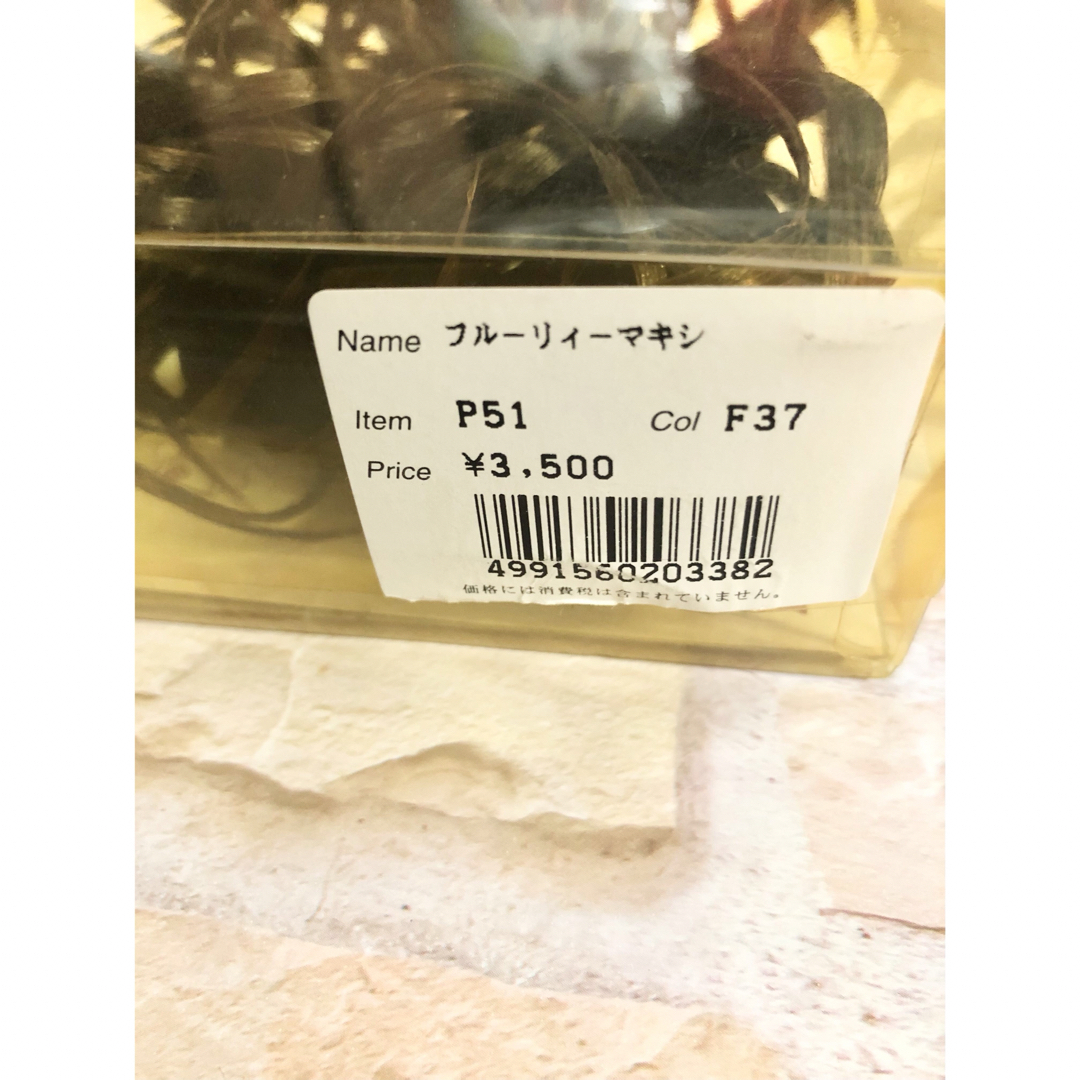 Name フルーリィーマキシ
Item P51 Col F37
Price ¥3,500
4991560203382
価格には消費税は含まれていません。